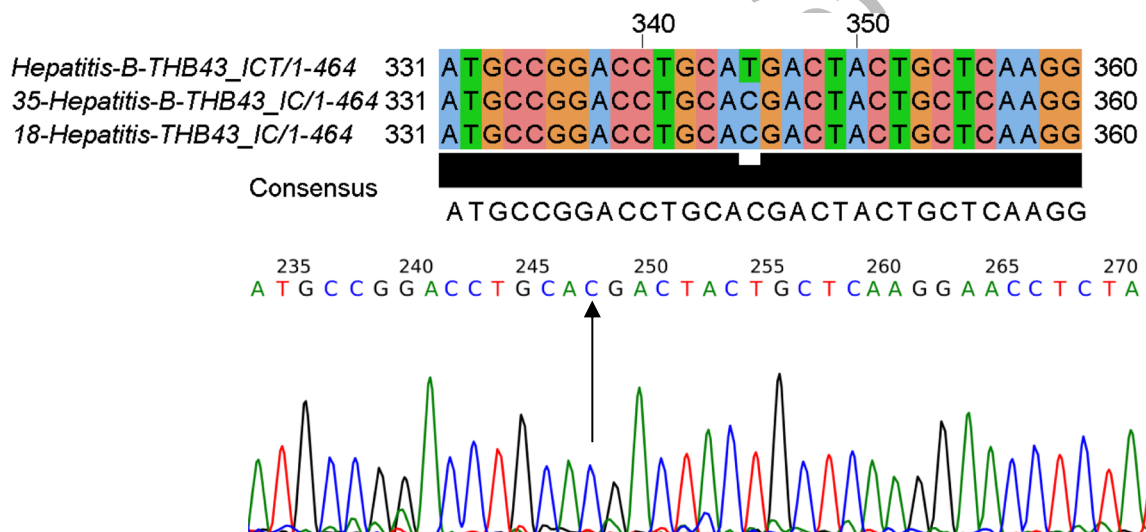 340 350
Hepatitis-B-THB43_ICT/1-464 331 ATGCCGGACCTGCATGACTACTGCTCAAGG 360
35-Hepatitis-B-THB43_IC/1-464 331 ATGCCGGACCTGCACGACTACTGCTCAAGG 360
18-Hepatitis-THB43_IC/1-464 331 ATGCCGGACCTGCACGACTACTGCTCAAGG 360
Consensus
ATGCCGGACCTGCACGACTACTGCTCAAGG
235 240 245 250 255 260 265 270
A T G C C G G A C C T G C A C G A C T A C T G C T C A A G G A A C C T C T A